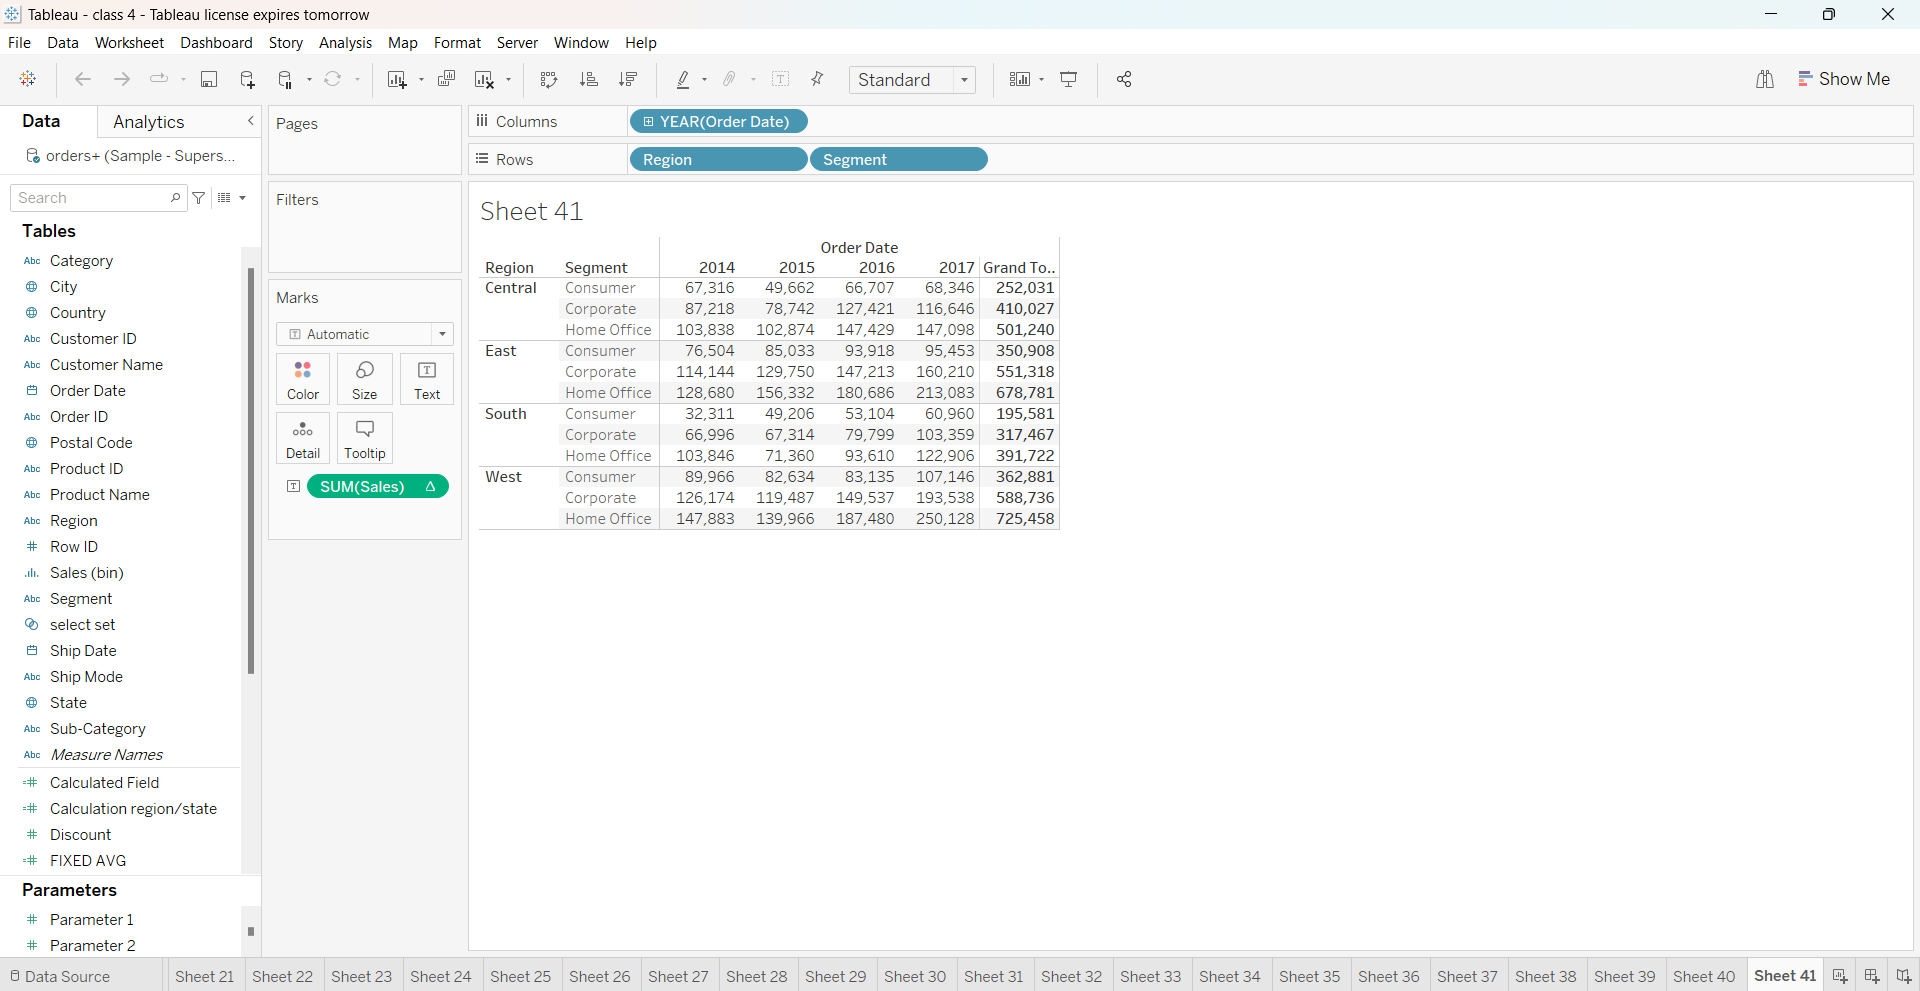 Tableau - class 4 - Tableau license expires tomorrow
File Data Worksheet Dashboard Story Analysis Map Format Server Window Help
Standard Show Me
Data Analytics
orders+ (Sample - Supers...
Search
Tables
Abc Category
City
Country
Abc Customer ID
Abc Customer Name
Order Date
Abc Order ID
Postal Code
Abc Product ID
Abc Product Name
Abc Region
# Row ID
Sales (bin)
Abc Segment
select set
Ship Date
Abc Ship Mode
State
Abc Sub-Category
Abc Measure Names
=# Calculated Field
=# Calculation region/state
# Discount
=# FIXED AVG
Parameters
# Parameter 1
# Parameter 2
Pages
Filters
Marks
T Automatic
Color Size T Text
Detail Tooltip
T SUM(Sales) Δ
Columns YEAR(Order Date)
Rows Region Segment
Sheet 41
Order Date
Region Segment 2014 2015 2016 2017 Grand To..
Central Consumer 67,316 49,662 66,707 68,346 252,031
Corporate 87,218 78,742 127,421 116,646 410,027
Home Office 103,838 102,874 147,429 147,098 501,240
East Consumer 76,504 85,033 93,918 95,453 350,908
Corporate 114,144 129,750 147,213 160,210 551,318
Home Office 128,680 156,332 180,686 213,083 678,781
South Consumer 32,311 49,206 53,104 60,960 195,581
Corporate 66,996 67,314 79,799 103,359 317,467
Home Office 103,846 71,360 93,610 122,906 391,722
West Consumer 89,966 82,634 83,135 107,146 362,881
Corporate 126,174 119,487 149,537 193,538 588,736
Home Office 147,883 139,966 187,480 250,128 725,458
Data Source Sheet 21 Sheet 22 Sheet 23 Sheet 24 Sheet 25 Sheet 26 Sheet 27 Sheet 28 Sheet 29 Sheet 30 Sheet 31 Sheet 32 Sheet 33 Sheet 34 Sheet 35 Sheet 36 Sheet 37 Sheet 38 Sheet 39 Sheet 40 Sheet 41